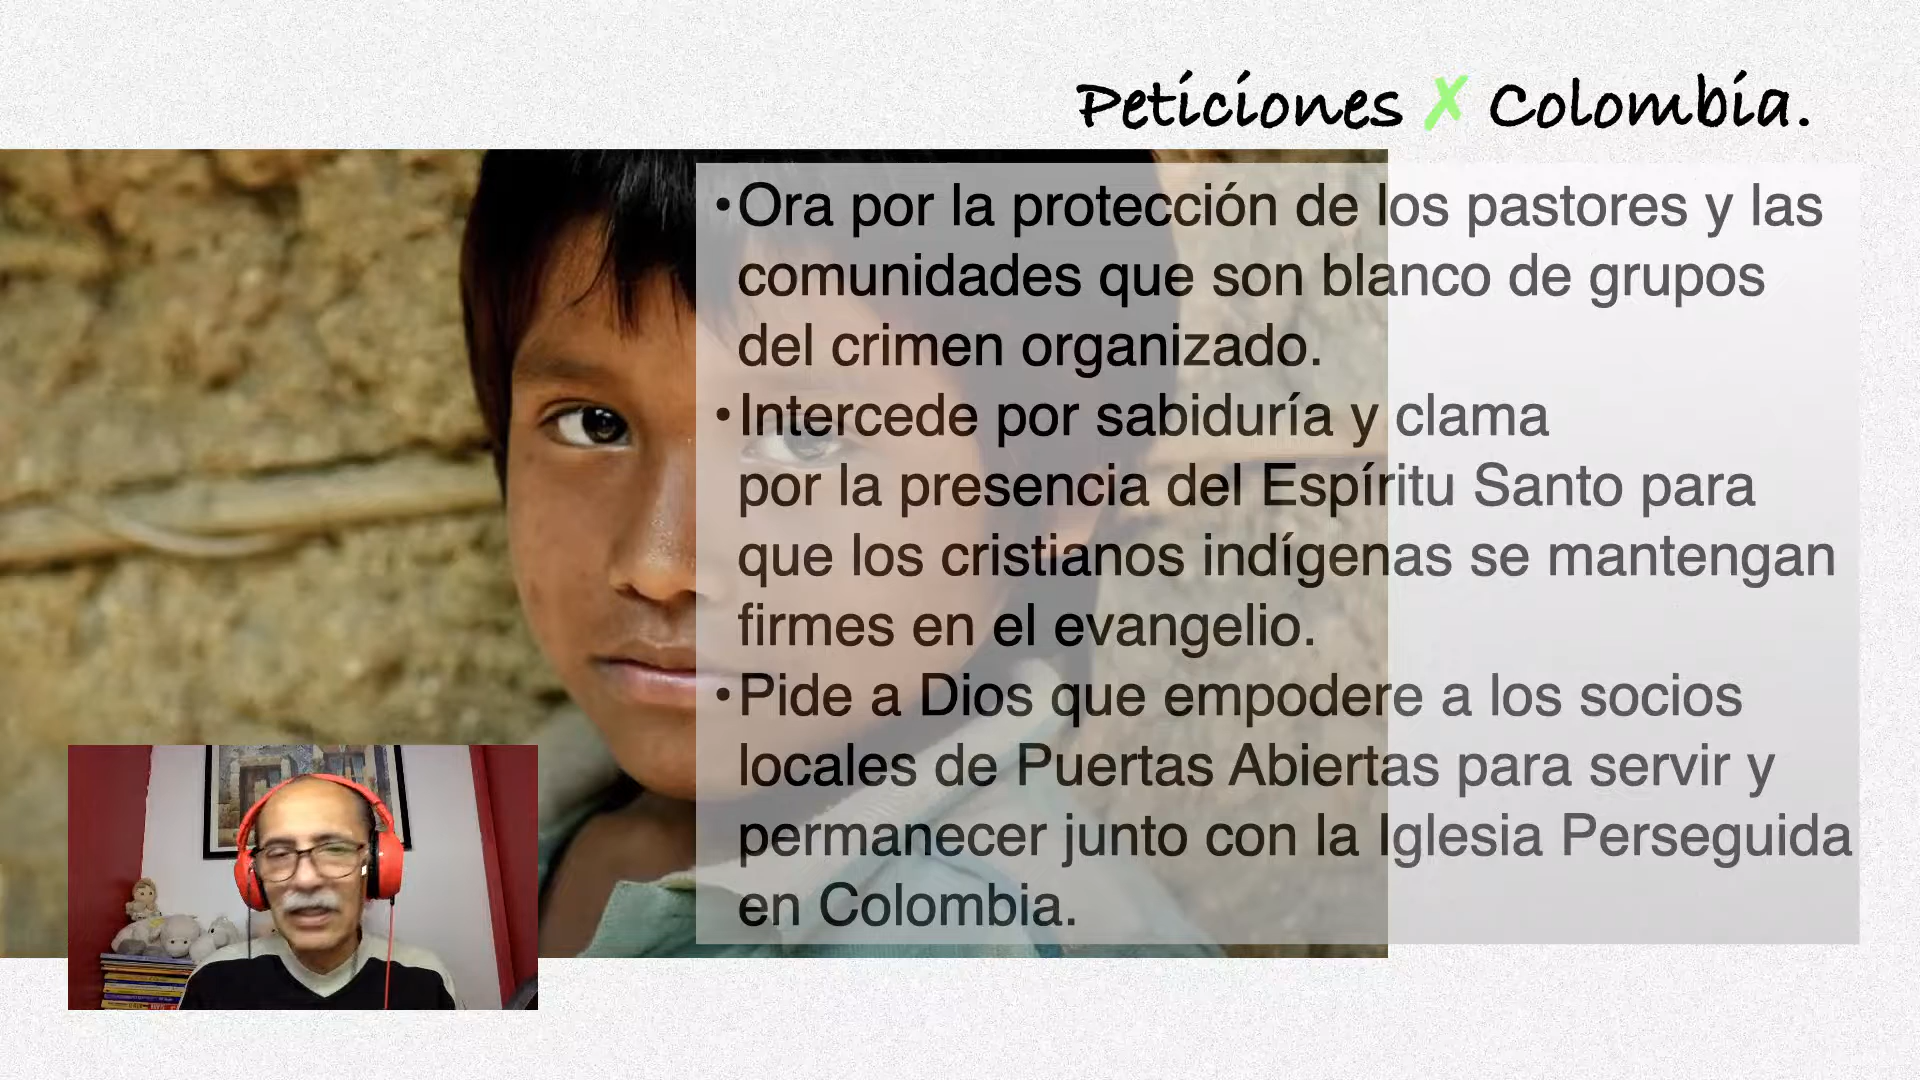 Peticiones ✗ Colombia.
•Ora por la protección de los pastores y las
comunidades que son blanco de grupos
del crimen organizado.
•Intercede por sabiduría y clama
por la presencia del Espíritu Santo para
que los cristianos indígenas se mantengan
firmes en el evangelio.
•Pide a Dios que empodere a los socios
locales de Puertas Abiertas para servir y
permanecer junto con la Iglesia Perseguida
en Colombia.